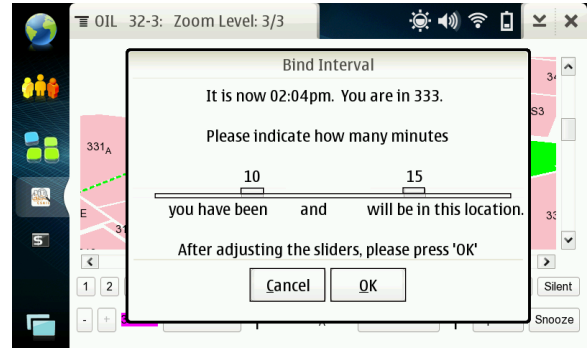 OIL 32-3: Zoom Level: 3/3
Bind Interval
It is now 02:04pm. You are in 333.
Please indicate how many minutes
10 15
you have been and will be in this location.
After adjusting the sliders, please press 'OK'
Cancel OK
331A
E
S3
33
1 2
Silent
- +
Snooze